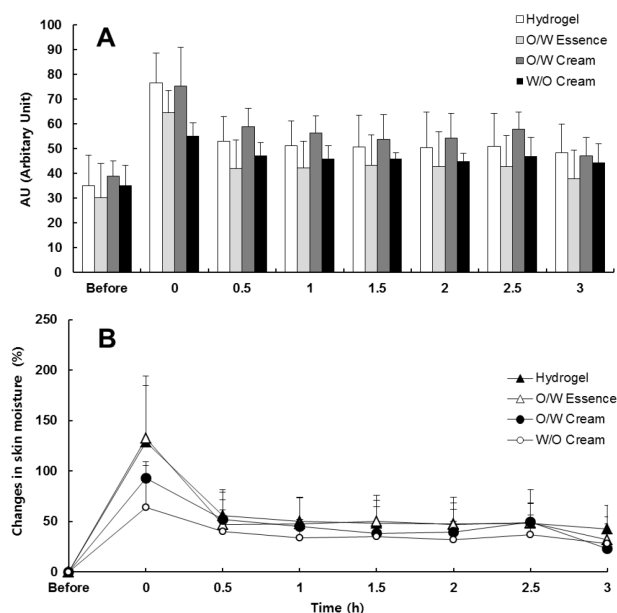 A
AU (Arbitary Unit)
100
90
80
70
60
50
40
30
20
10
0
Hydrogel
O/W Essence
O/W Cream
W/O Cream
Before 0 0.5 1 1.5 2 2.5 3
B
Changes in skin moisture (%)
250
200
150
100
50
0
Hydrogel
O/W Essence
O/W Cream
W/O Cream
Before 0 0.5 1 1.5 2 2.5 3
Time (h)